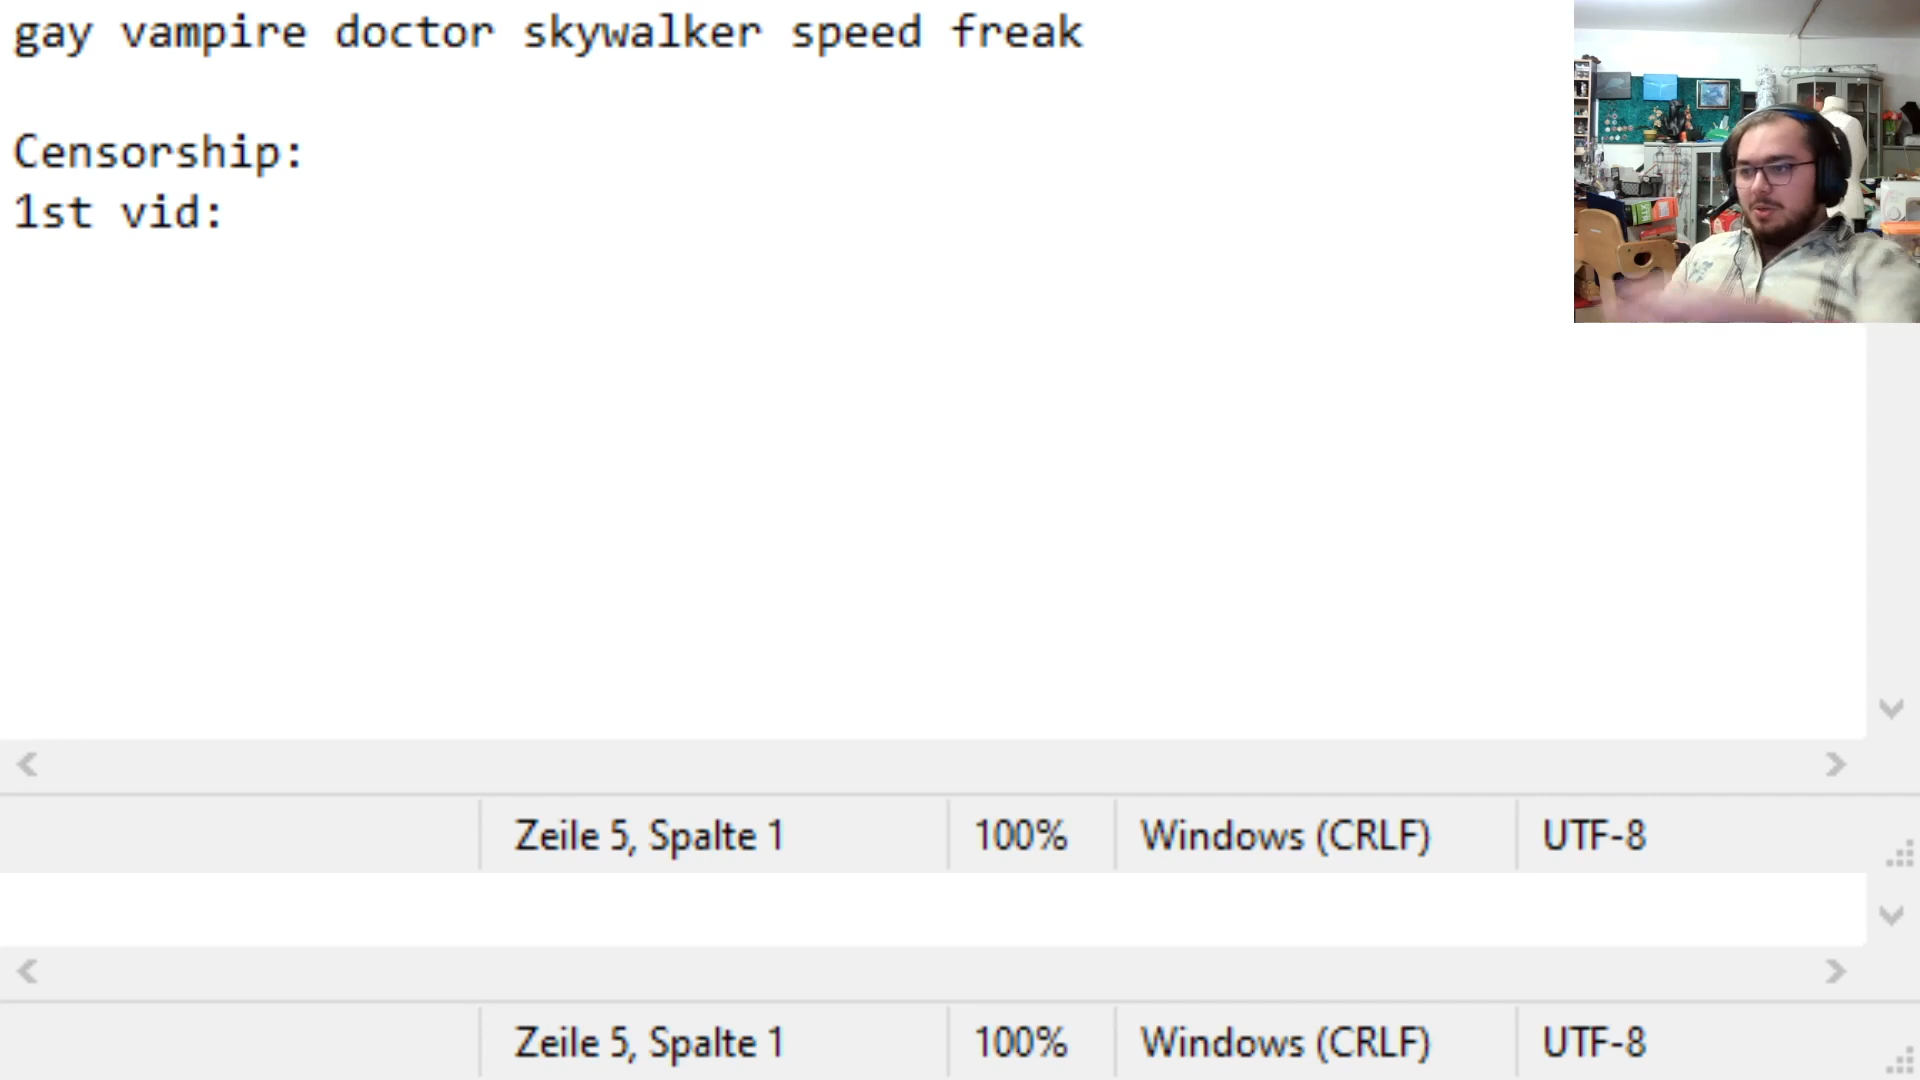 gay vampire doctor skywalker speed freak
Censorship:
1st vid:
Zeile 5, Spalte 1 100% Windows (CRLF) UTF-8
Zeile 5, Spalte 1 100% Windows (CRLF) UTF-8